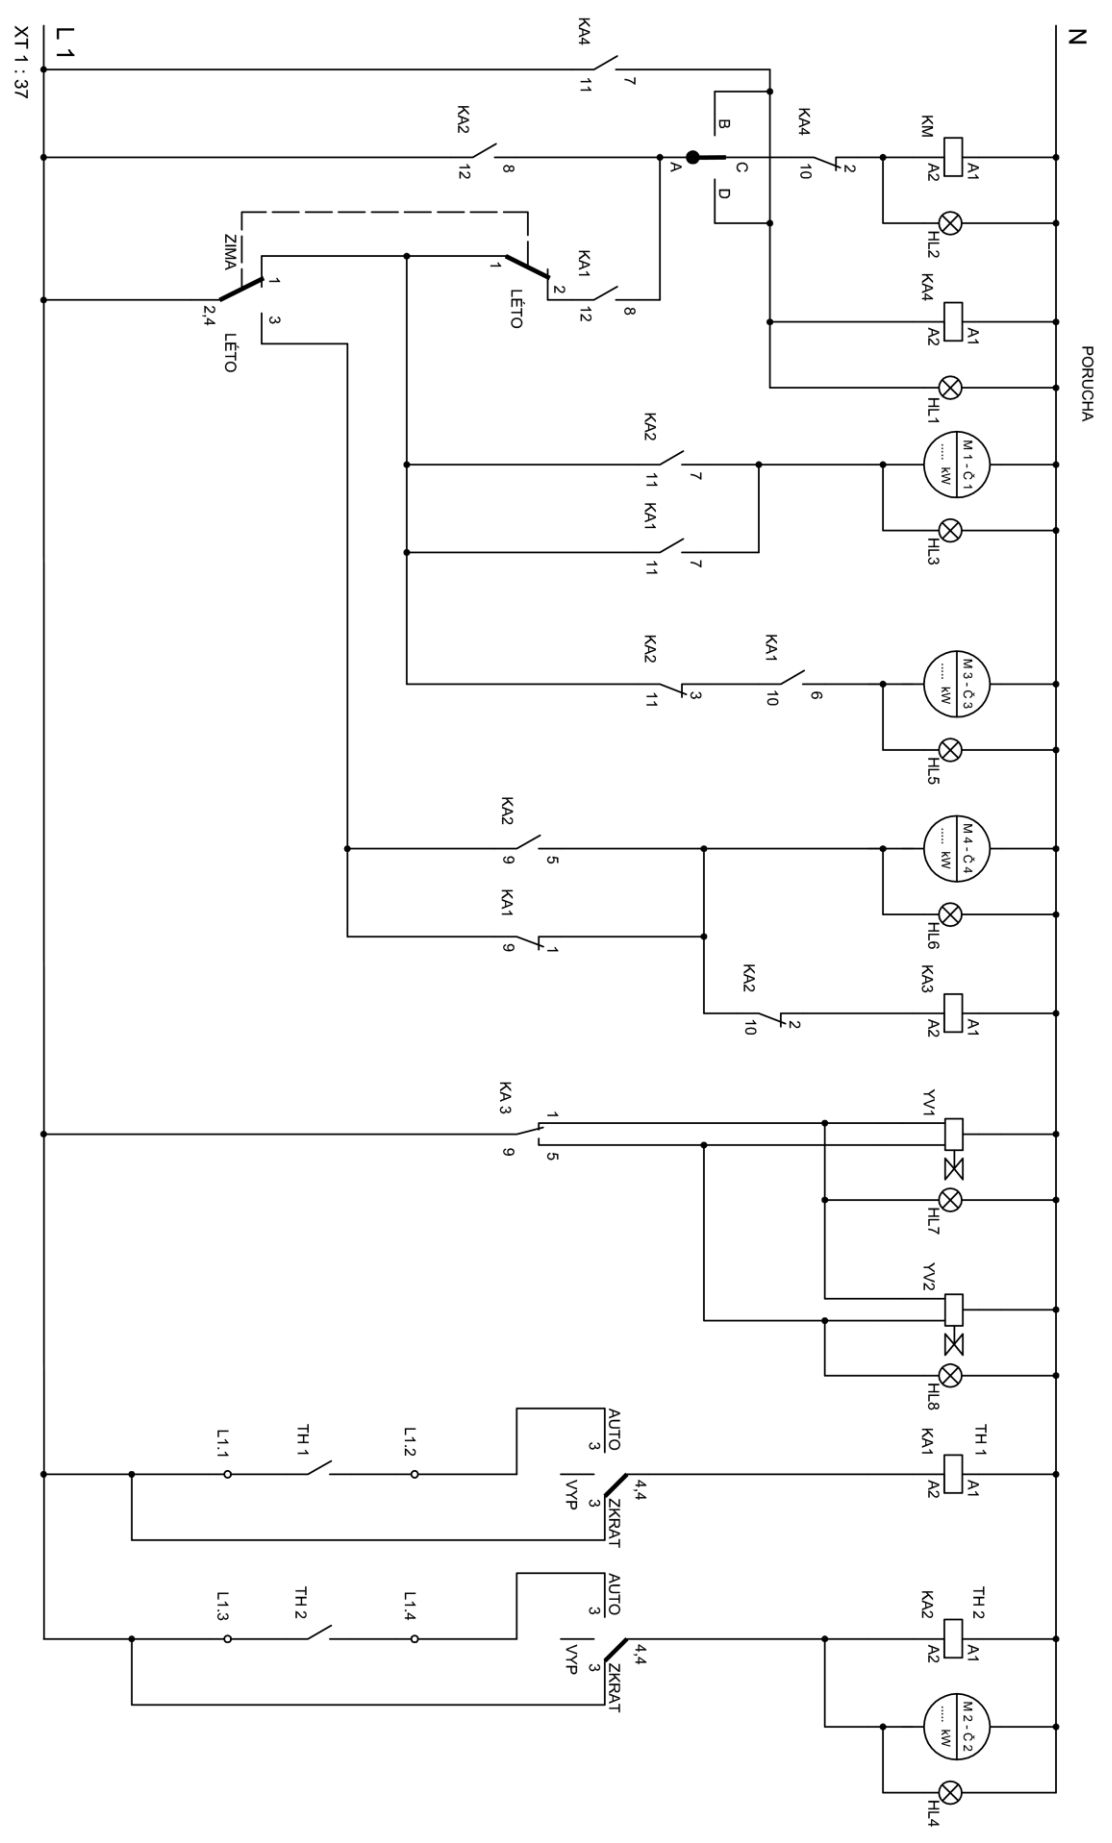 L 1
XT 1 : 37
N
PORUCHA
KA4
11
7
KA2
12
8
B
A
C
D
KA4
10
2
KM
A2
A1
HL2
ZIMA
1
2,4
3
LÉTO
1
2
LÉTO
KA1
12
8
KA4
A2
A1
HL1
KA2
11
7
M 1 - Č 1
..... kW
HL3
KA1
11
7
KA2
11
3
KA1
10
6
M 3 - Č 3
..... kW
HL5
KA2
9
5
M 4 - Č 4
..... kW
HL6
KA1
9
1
KA2
10
2
KA3
A2
A1
KA 3
1
9
5
YV1
HL7
YV2
HL8
L1.1
TH 1
L1.2
AUTO
3
VYP
3
ZKRAT
4,4
TH 1
KA1
A2
A1
L1.3
TH 2
L1.4
AUTO
3
VYP
3
ZKRAT
4,4
TH 2
KA2
A2
A1
M 2 - Č 2
..... kW
HL4